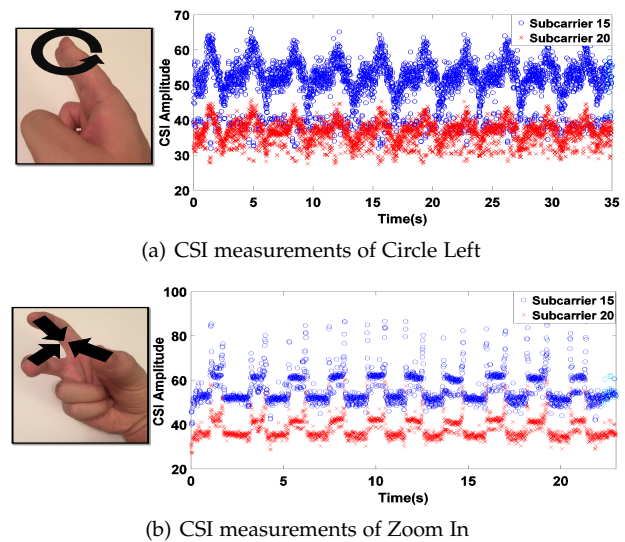 70
60
50
40
30
20
CSI Amplitude
Subcarrier 15
Subcarrier 20
0 5 10 15 20 25 30 35
Time(s)
(a) CSI measurements of Circle Left
100
80
60
40
20
CSI Amplitude
Subcarrier 15
Subcarrier 20
0 5 10 15 20
Time(s)
(b) CSI measurements of Zoom In